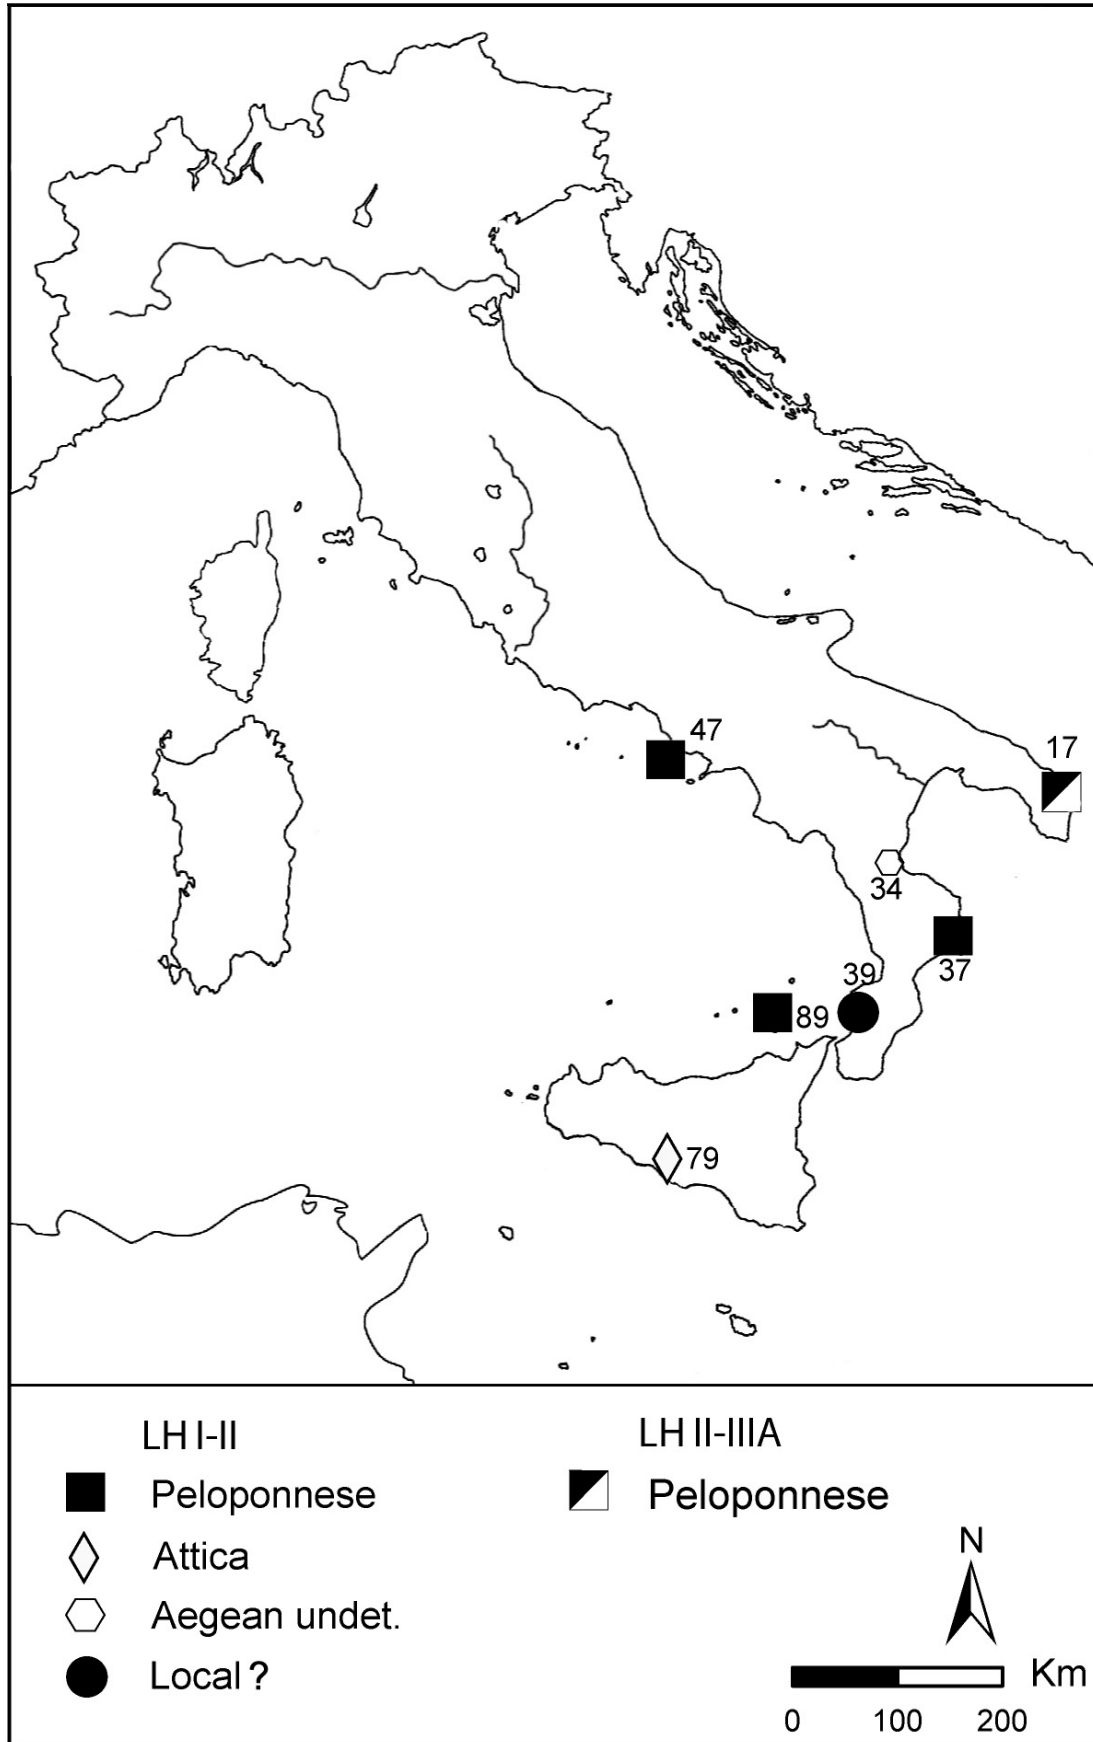 47
17
34
37
39
89
79
LH I-II
LH II-IIIA
Peloponnese
Peloponnese
Attica
Aegean undet.
Local ?
N
Km
0 100 200